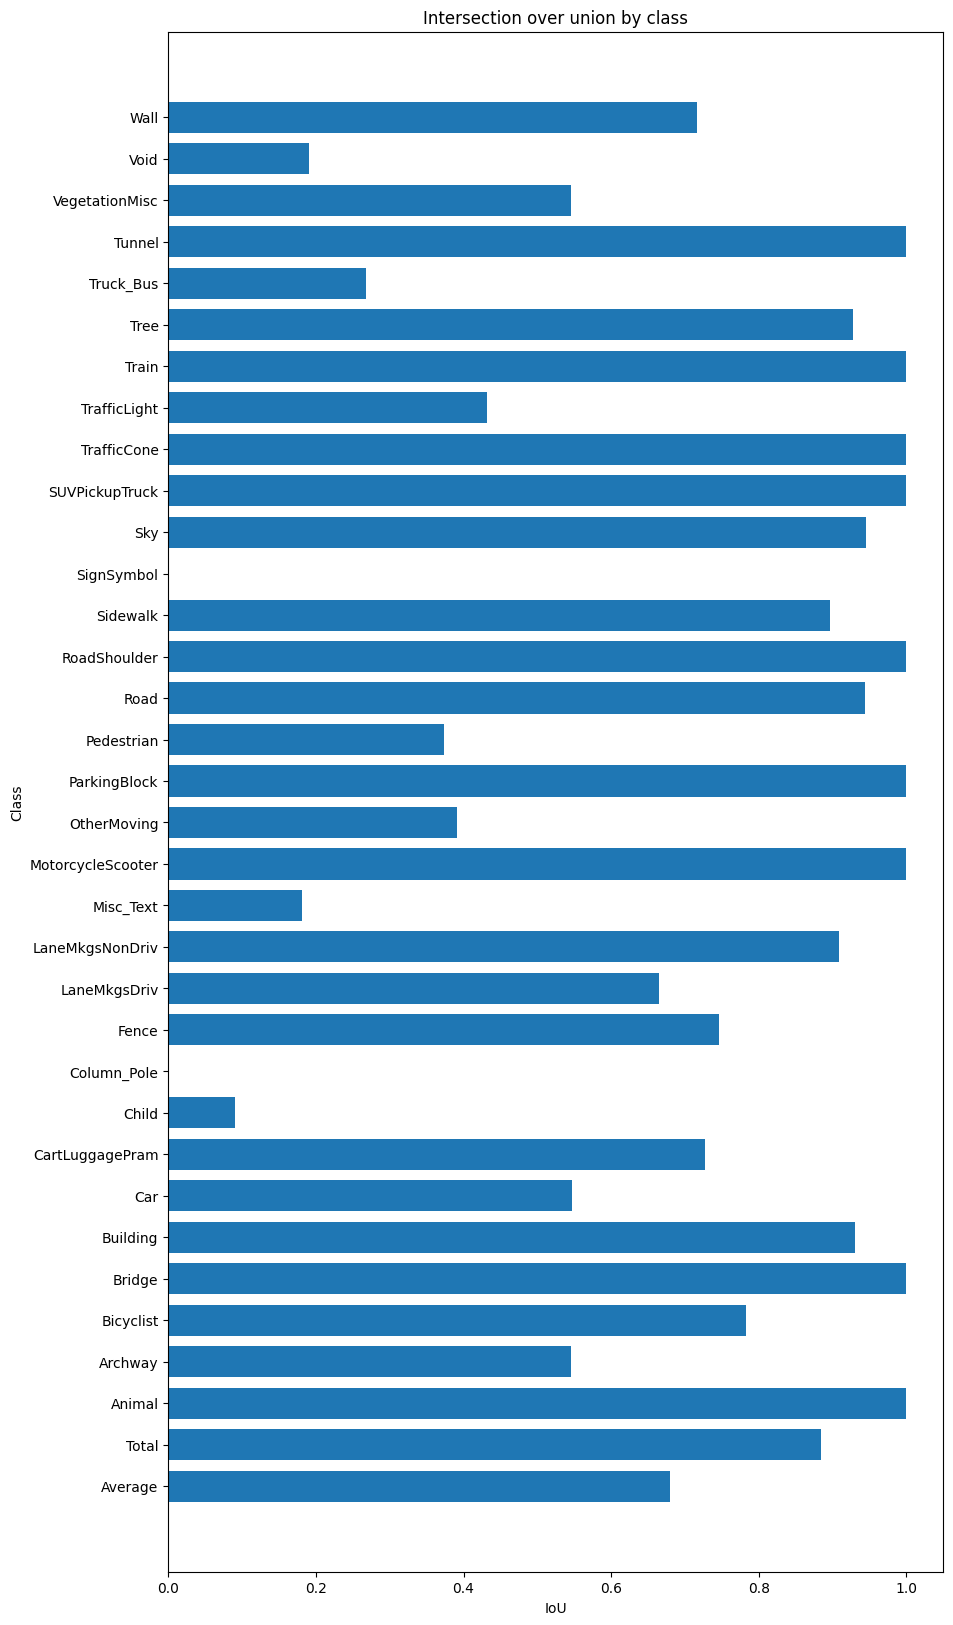 Intersection over union by class
Wall
Void
VegetationMisc
Tunnel
Truck_Bus
Tree
Train
TrafficLight
TrafficCone
SUVPickupTruck
Sky
SignSymbol
Sidewalk
RoadShoulder
Road
Pedestrian
ParkingBlock
OtherMoving
MotorcycleScooter
Misc_Text
LaneMkgsNonDriv
LaneMkgsDriv
Fence
Column_Pole
Child
CartLuggagePram
Car
Building
Bridge
Bicyclist
Archway
Animal
Total
Average
Class
0.0 0.2 0.4 0.6 0.8 1.0
IoU